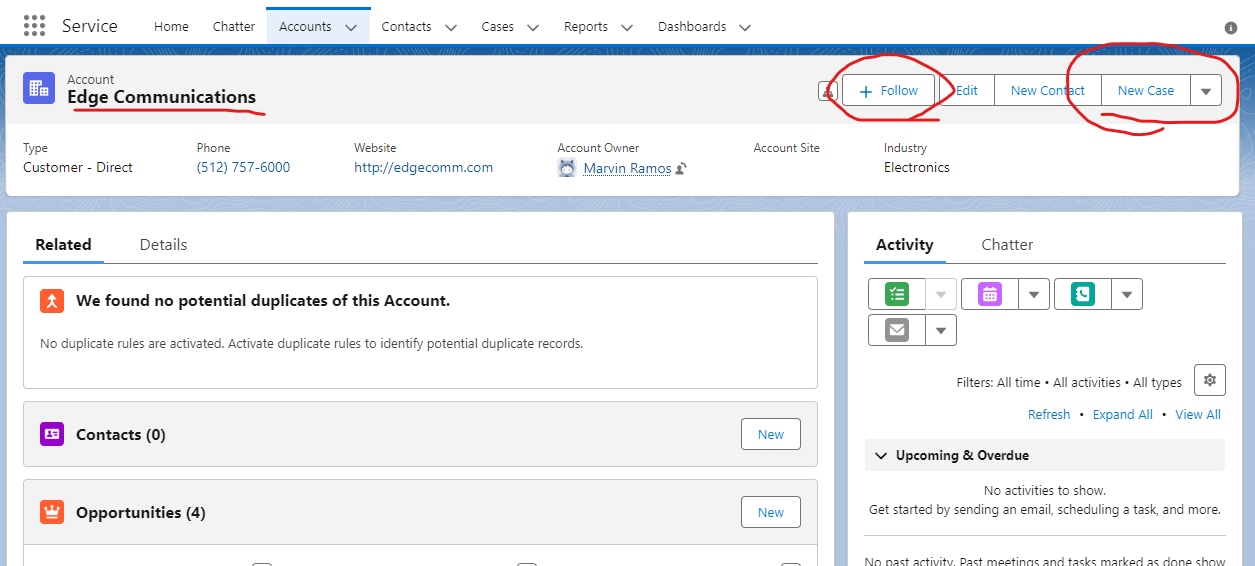 Service Home Chatter Accounts Contacts Cases Reports Dashboards
Account
Edge Communications
Follow Edit New Contact New Case
Type Phone Website Account Owner Account Site Industry
Customer - Direct (512) 757-6000 http://edgecomm.com Marvin Ramos Electronics
Related Details
We found no potential duplicates of this Account.
No duplicate rules are activated. Activate duplicate rules to identify potential duplicate records.
Contacts (0) New
Opportunities (4) New
Activity Chatter
Filters: All time • All activities • All types
Refresh • Expand All • View All
Upcoming & Overdue
No activities to show.
Get started by sending an email, scheduling a task, and more.
No past activity. Past meetings and tasks marked as done show